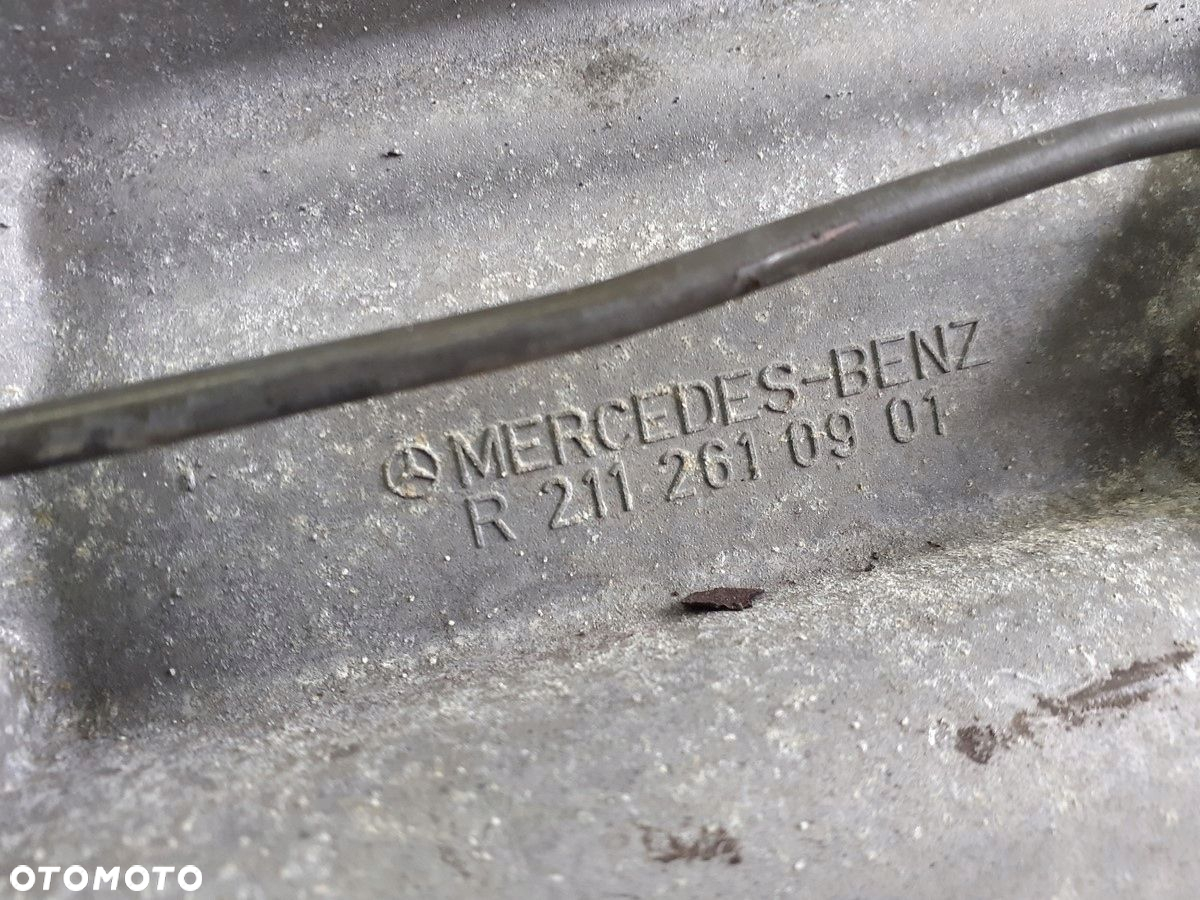 MERCEDES-BENZ
R 211 261 09 01
OTOMOTO